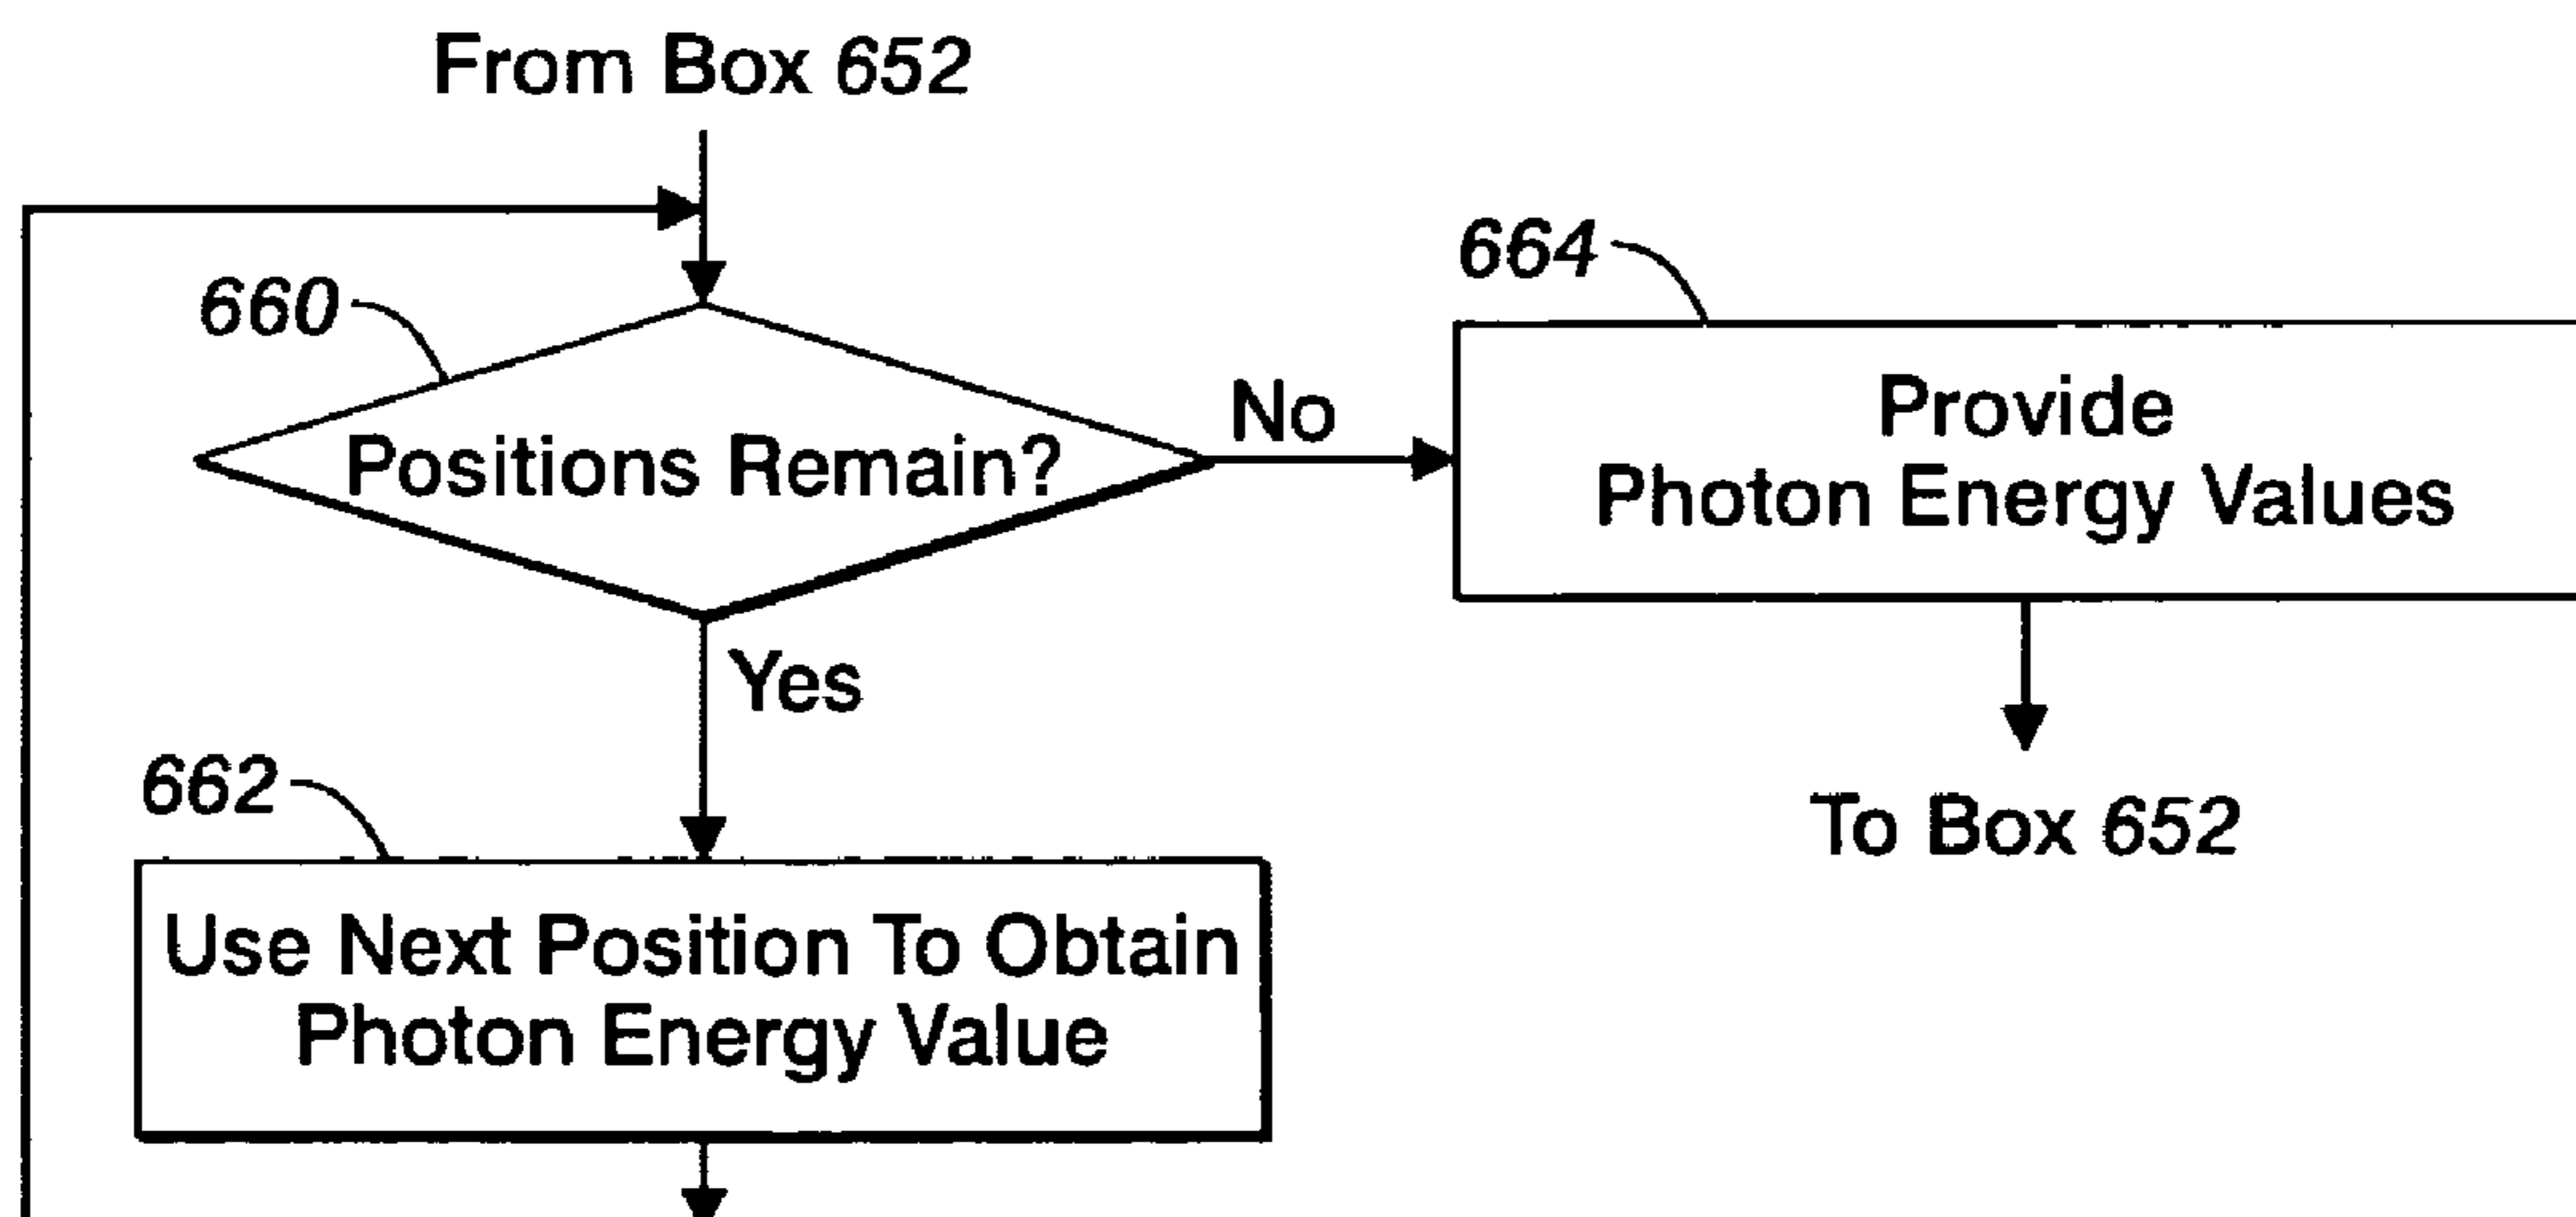 From Box 652
660
Positions Remain?
No
664
Provide
Photon Energy Values
To Box 652
Yes
662
Use Next Position To Obtain
Photon Energy Value